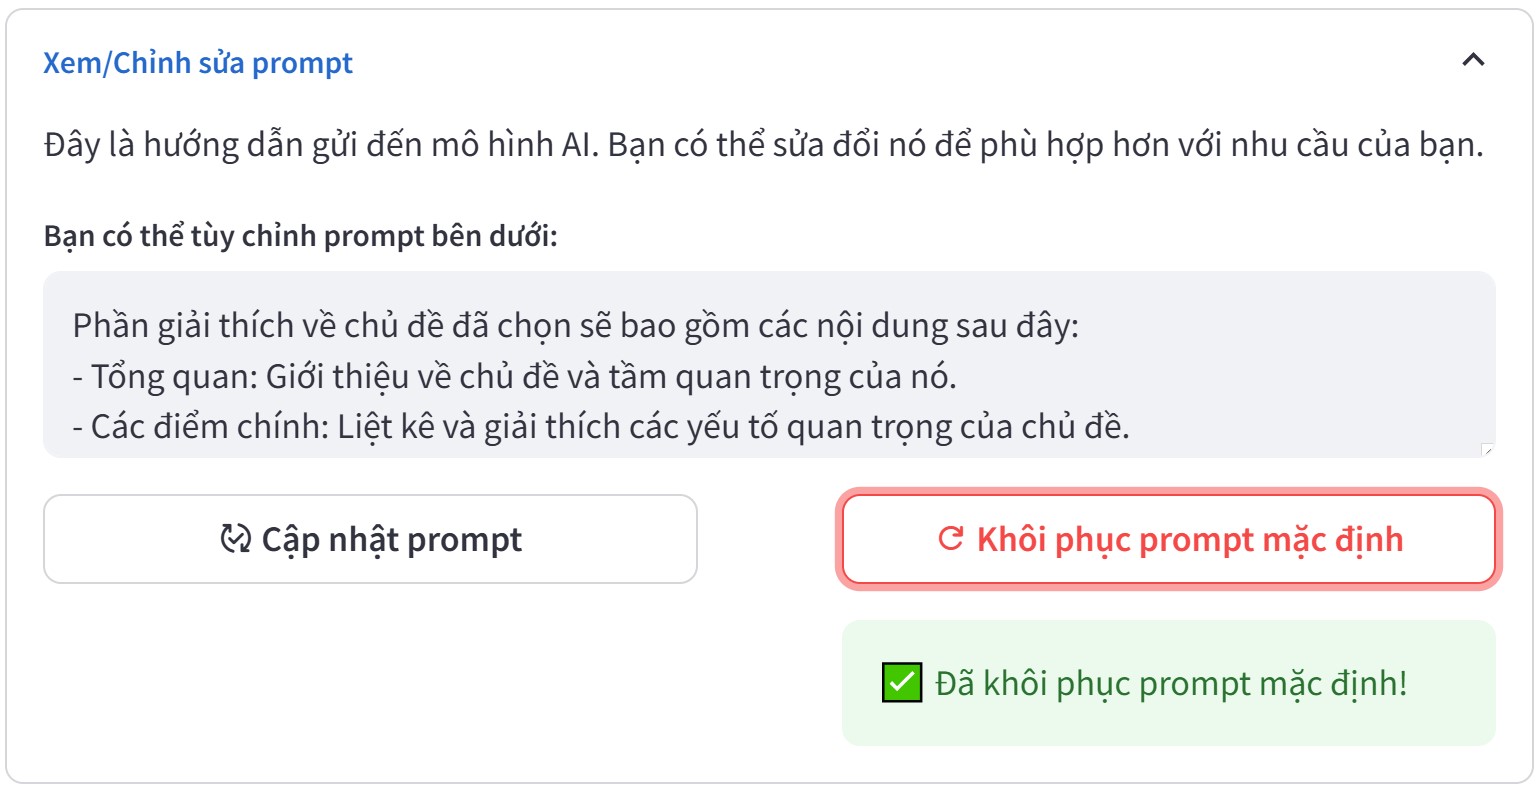 Xem/Chỉnh sửa prompt
Đây là hướng dẫn gửi đến mô hình AI. Bạn có thể sửa đổi nó để phù hợp hơn với nhu cầu của bạn.
Bạn có thể tùy chỉnh prompt bên dưới:
Phần giải thích về chủ đề đã chọn sẽ bao gồm các nội dung sau đây:
- Tổng quan: Giới thiệu về chủ đề và tầm quan trọng của nó.
- Các điểm chính: Liệt kê và giải thích các yếu tố quan trọng của chủ đề.
Cập nhật prompt
Khôi phục prompt mặc định
Đã khôi phục prompt mặc định!